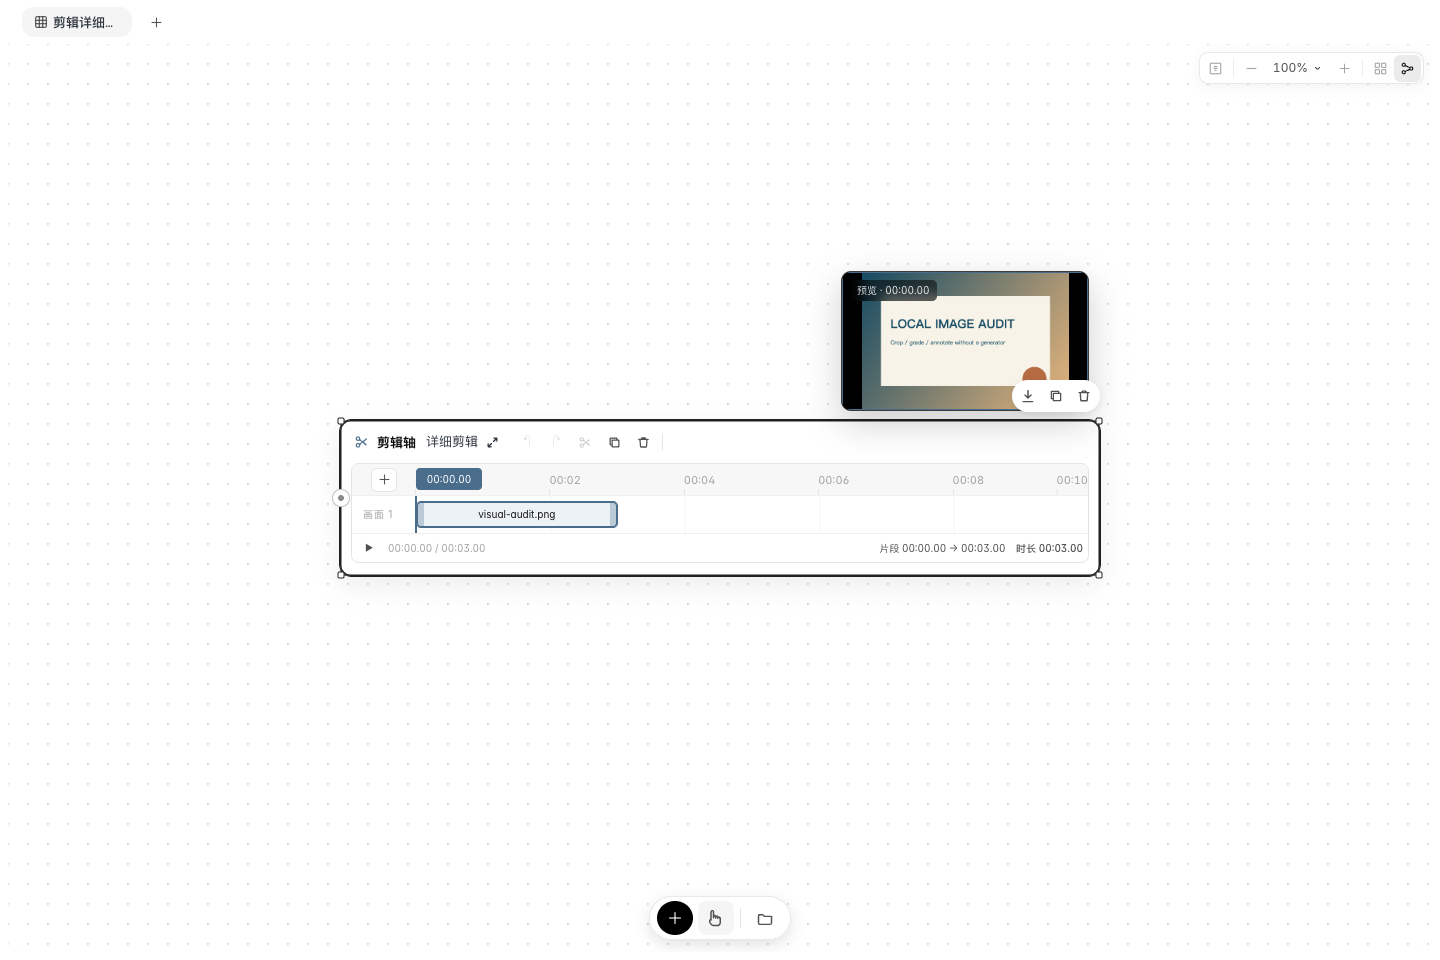 剪辑详细...
100%
预览 · 00:00.00
LOCAL IMAGE AUDIT
Crop / grade / annotate without a generator
剪辑轴 详细剪辑
00:00.00 00:02 00:04 00:06 00:08 00:10
画面 1 visual-audit.png
00:00.00 / 00:03.00 片段 00:00.00 → 00:03.00 时长 00:03.00